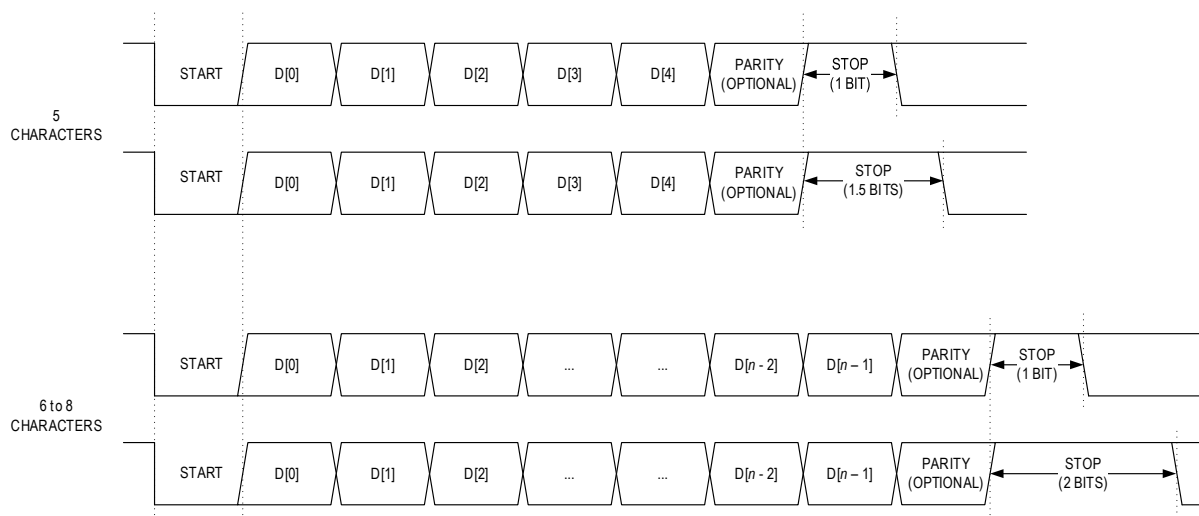 START D[0] D[1] D[2] D[3] D[4] PARITY (OPTIONAL) STOP (1 BIT)
5 CHARACTERS
START D[0] D[1] D[2] D[3] D[4] PARITY (OPTIONAL) STOP (1.5 BITS)
START D[0] D[1] D[2] ... ... D[n - 2] D[n – 1] PARITY (OPTIONAL) STOP (1 BIT)
6 to 8 CHARACTERS
START D[0] D[1] D[2] ... ... D[n - 2] D[n – 1] PARITY (OPTIONAL) STOP (2 BITS)